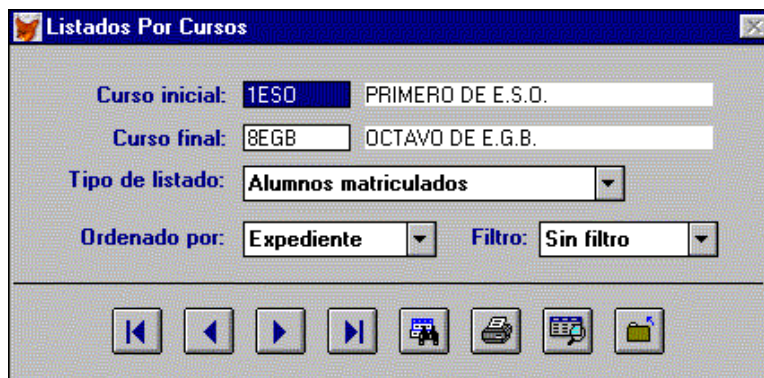 Listados Por Cursos
Curso inicial: 1ESO PRIMERO DE E.S.O.
Curso final: 8EGB OCTAVO DE E.G.B.
Tipo de listado: Alumnos matriculados
Ordenado por: Expediente Filtro: Sin filtro